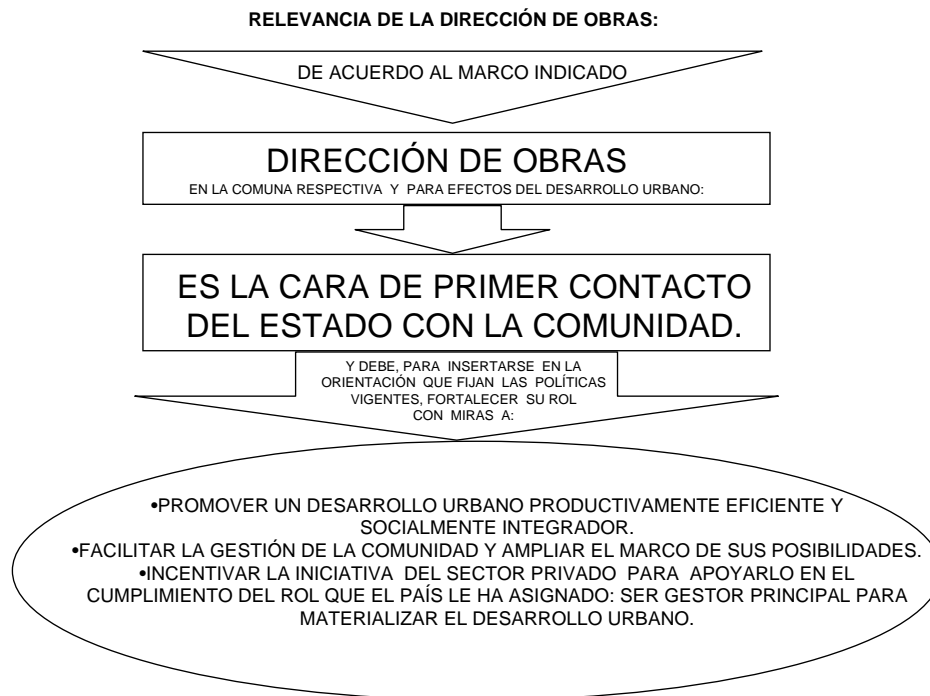 RELEVANCIA DE LA DIRECCIÓN DE OBRAS:
DE ACUERDO AL MARCO INDICADO
DIRECCIÓN DE OBRAS
EN LA COMUNA RESPECTIVA Y PARA EFECTOS DEL DESARROLLO URBANO:
ES LA CARA DE PRIMER CONTACTO
DEL ESTADO CON LA COMUNIDAD.
Y DEBE, PARA INSERTARSE EN LA
ORIENTACIÓN QUE FIJAN LAS POLÍTICAS
VIGENTES, FORTALECER SU ROL
CON MIRAS A:
•PROMOVER UN DESARROLLO URBANO PRODUCTIVAMENTE EFICIENTE Y
SOCIALMENTE INTEGRADOR.
•FACILITAR LA GESTIÓN DE LA COMUNIDAD Y AMPLIAR EL MARCO DE SUS POSIBILIDADES.
•INCENTIVAR LA INICIATIVA DEL SECTOR PRIVADO PARA APOYARLO EN EL
CUMPLIMIENTO DEL ROL QUE EL PAÍS LE HA ASIGNADO: SER GESTOR PRINCIPAL PARA
MATERIALIZAR EL DESARROLLO URBANO.